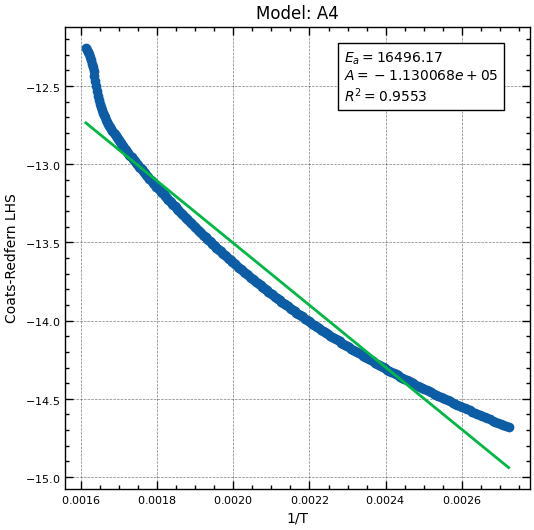 Model: A4
E_a = 16496.17
A = −1.130068e + 05
R² = 0.9553
Coats-Redfern LHS
−12.5
−13.0
−13.5
−14.0
−14.5
−15.0
0.0016 0.0018 0.0020 0.0022 0.0024 0.0026
1/T